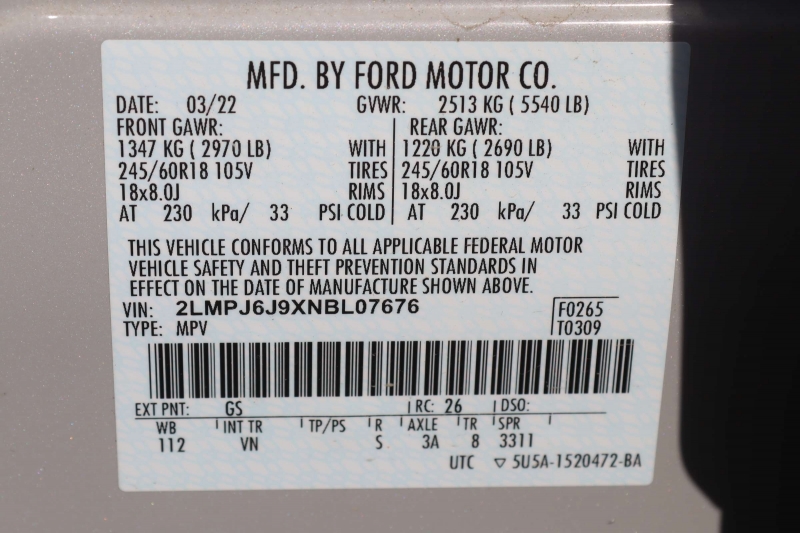 MFD. BY FORD MOTOR CO.
DATE: 03/22 GVWR: 2513 KG ( 5540 LB)
FRONT GAWR: REAR GAWR:
1347 KG ( 2970 LB) WITH 1220 KG ( 2690 LB) WITH
245/60R18 105V TIRES 245/60R18 105V TIRES
18x8.0J RIMS 18x8.0J RIMS
AT 230 kPa/ 33 PSI COLD AT 230 kPa/ 33 PSI COLD
THIS VEHICLE CONFORMS TO ALL APPLICABLE FEDERAL MOTOR
VEHICLE SAFETY AND THEFT PREVENTION STANDARDS IN
EFFECT ON THE DATE OF MANUFACTURE SHOWN ABOVE.
VIN: 2LMPJ6J9XNBL07676 F0265
TYPE: MPV T0309
EXT PNT: GS RC: 26 DSO:
WB INT TR TP/PS R AXLE TR SPR
112 VN S 3A 8 3311
UTC ▽ 5U5A-1520472-BA